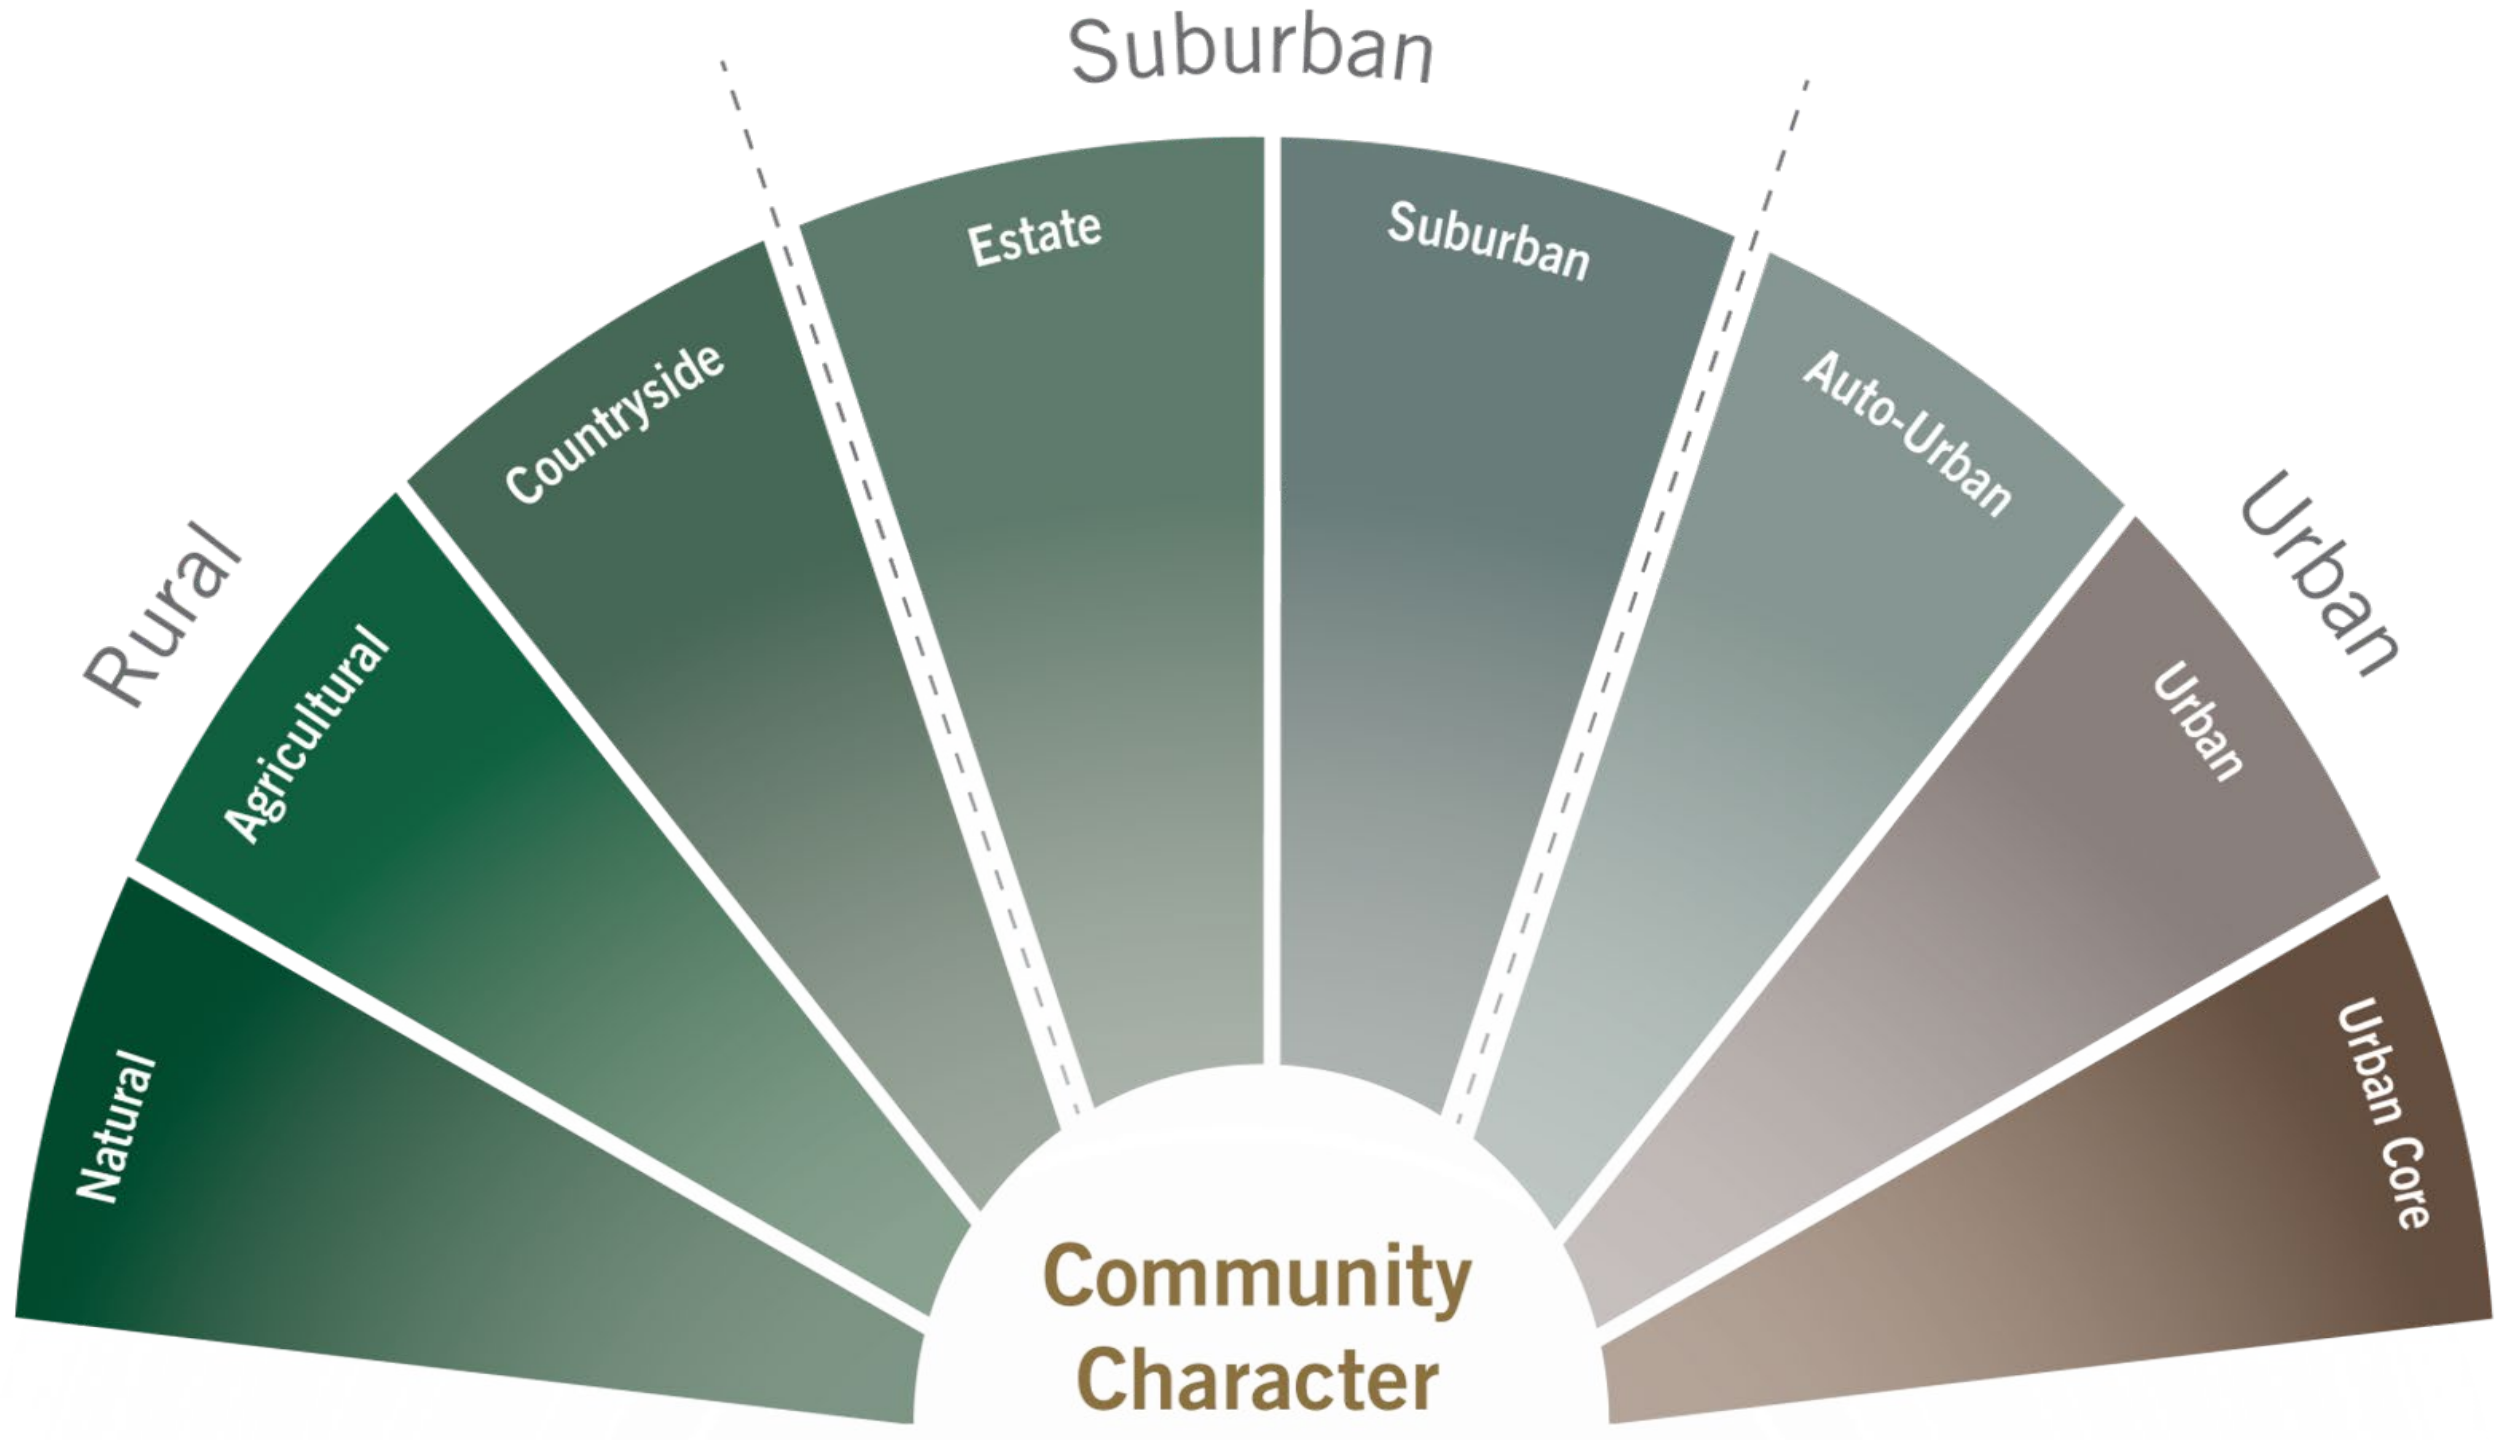 Suburban
Rural
Urban
Natural
Agricultural
Countryside
Estate
Suburban
Auto-Urban
Urban
Urban Core
Community
Character